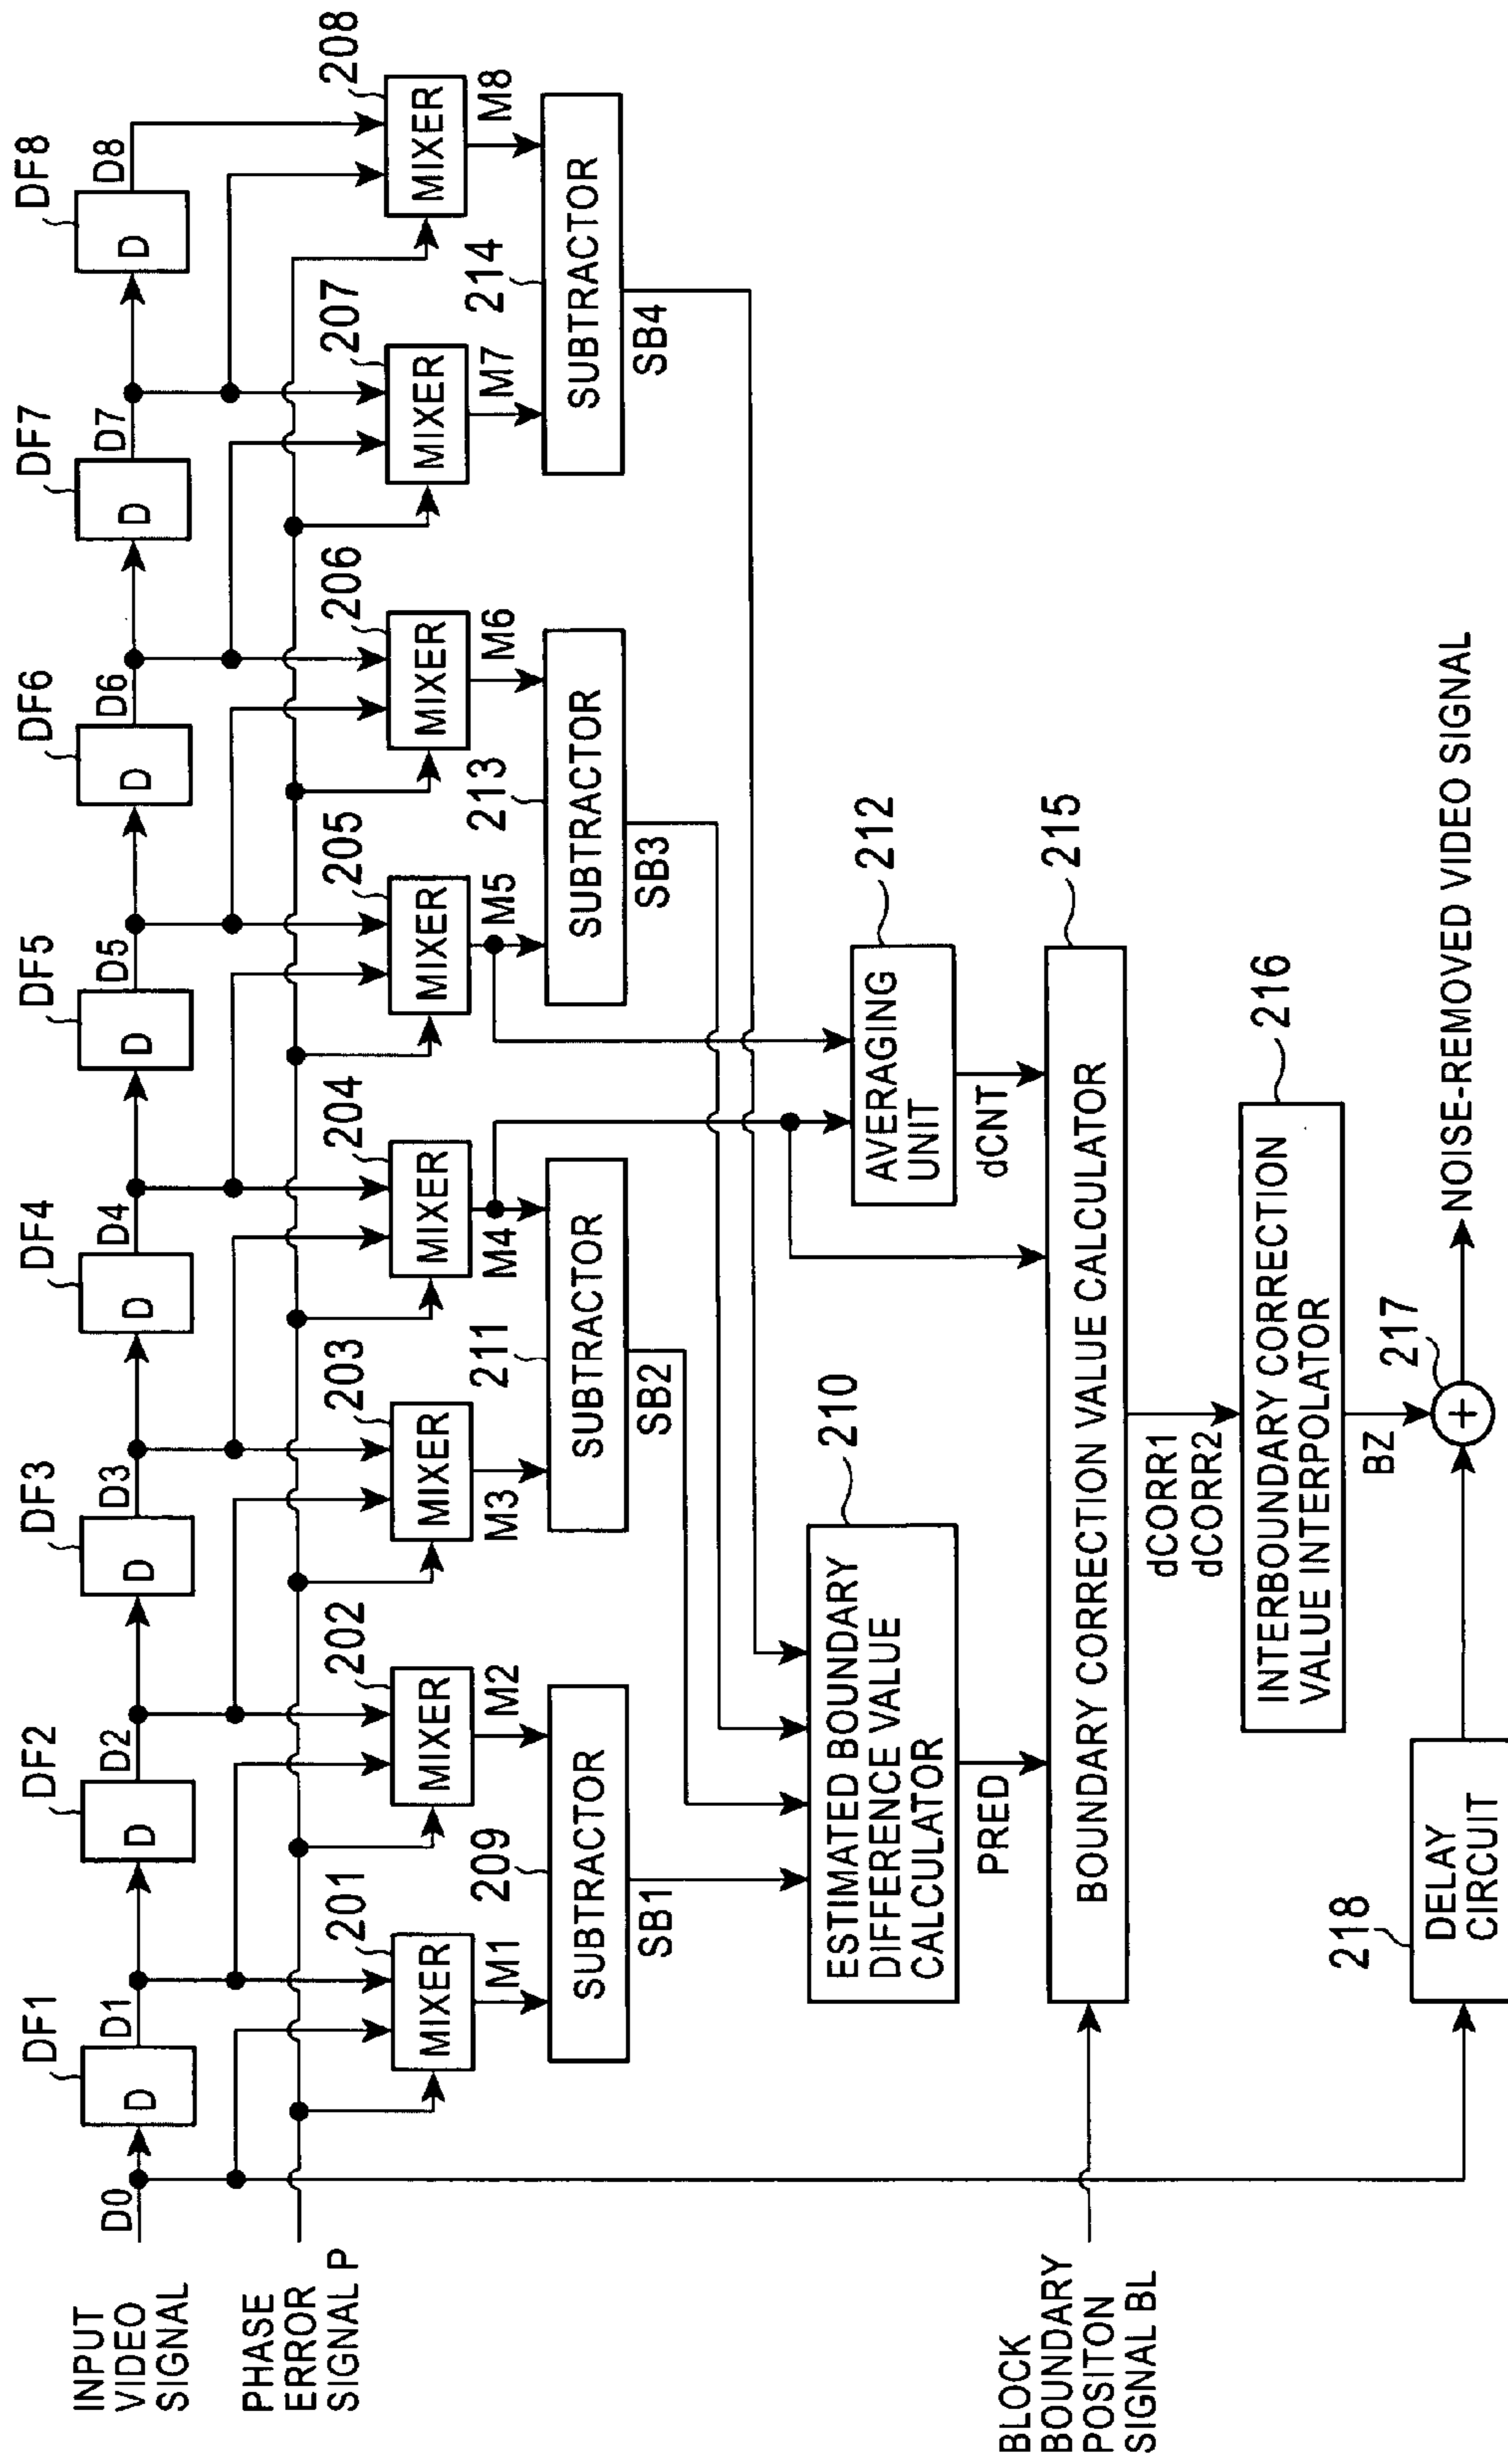 INPUT
VIDEO
SIGNAL
D0
DF1
D
D1
DF2
D
D2
DF3
D
D3
DF4
D
D4
DF5
D
D5
DF6
D
D6
DF7
D
D7
DF8
D
D8
PHASE
ERROR
SIGNAL P
201
MIXER
M1
202
MIXER
M2
203
MIXER
M3
204
MIXER
M4
205
MIXER
M5
206
MIXER
M6
207
MIXER
M7
208
MIXER
M8
209
SUBTRACTOR
SB1
211
SUBTRACTOR
SB2
213
SUBTRACTOR
SB3
214
SUBTRACTOR
SB4
210
ESTIMATED BOUNDARY
DIFFERENCE VALUE
CALCULATOR
PRED
212
AVERAGING
UNIT
dCNT
BLOCK
BOUNDARY
POSITON
SIGNAL BL
215
BOUNDARY CORRECTION VALUE CALCULATOR
dCORR1
dCORR2
216
INTERBOUNDARY CORRECTION
VALUE INTERPOLATOR
BZ
217
+
NOISE-REMOVED VIDEO SIGNAL
218
DELAY
CIRCUIT